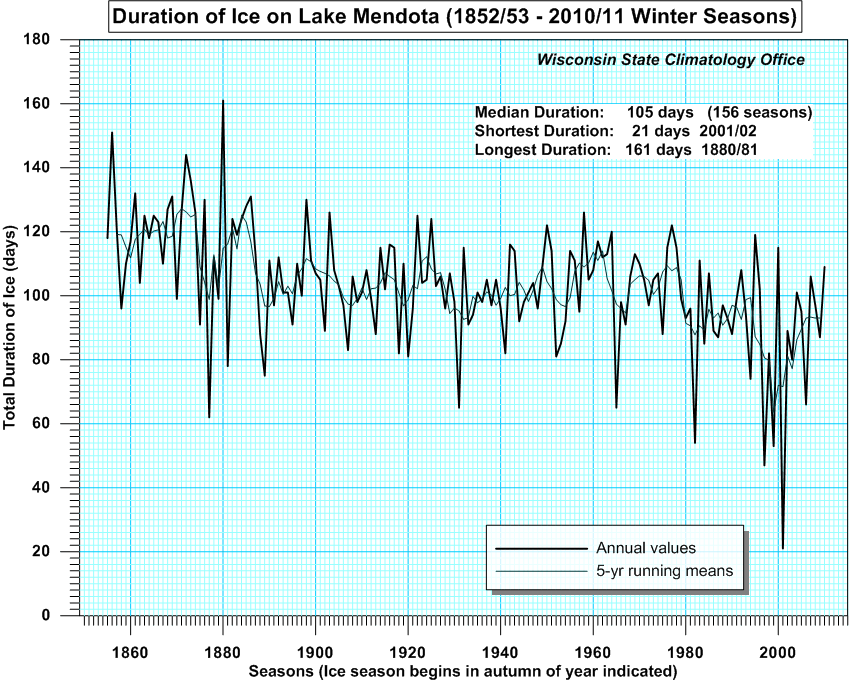 Duration of Ice on Lake Mendota (1852/53 - 2010/11 Winter Seasons)
Wisconsin State Climatology Office
Median Duration: 105 days (156 seasons)
Shortest Duration: 21 days 2001/02
Longest Duration: 161 days 1880/81
Total Duration of Ice (days)
180
160
140
120
100
80
60
40
20
0
Annual values
5-yr running means
1860 1880 1900 1920 1940 1960 1980 2000
Seasons (Ice season begins in autumn of year indicated)